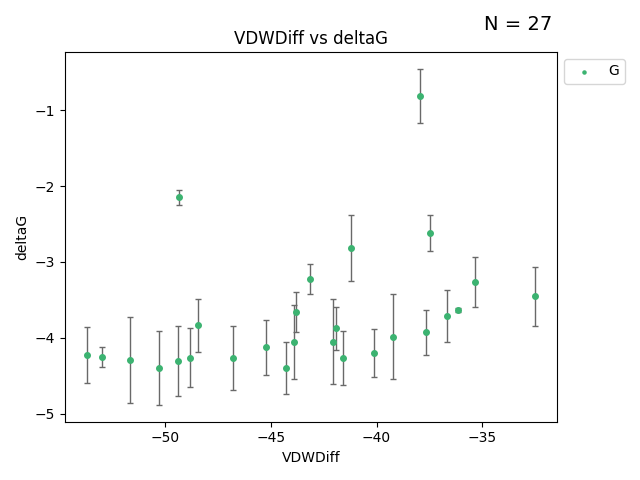 N = 27
VDWDiff vs deltaG
G
deltaG
−1
−2
−3
−4
−5
−50
−45
−40
−35
VDWDiff